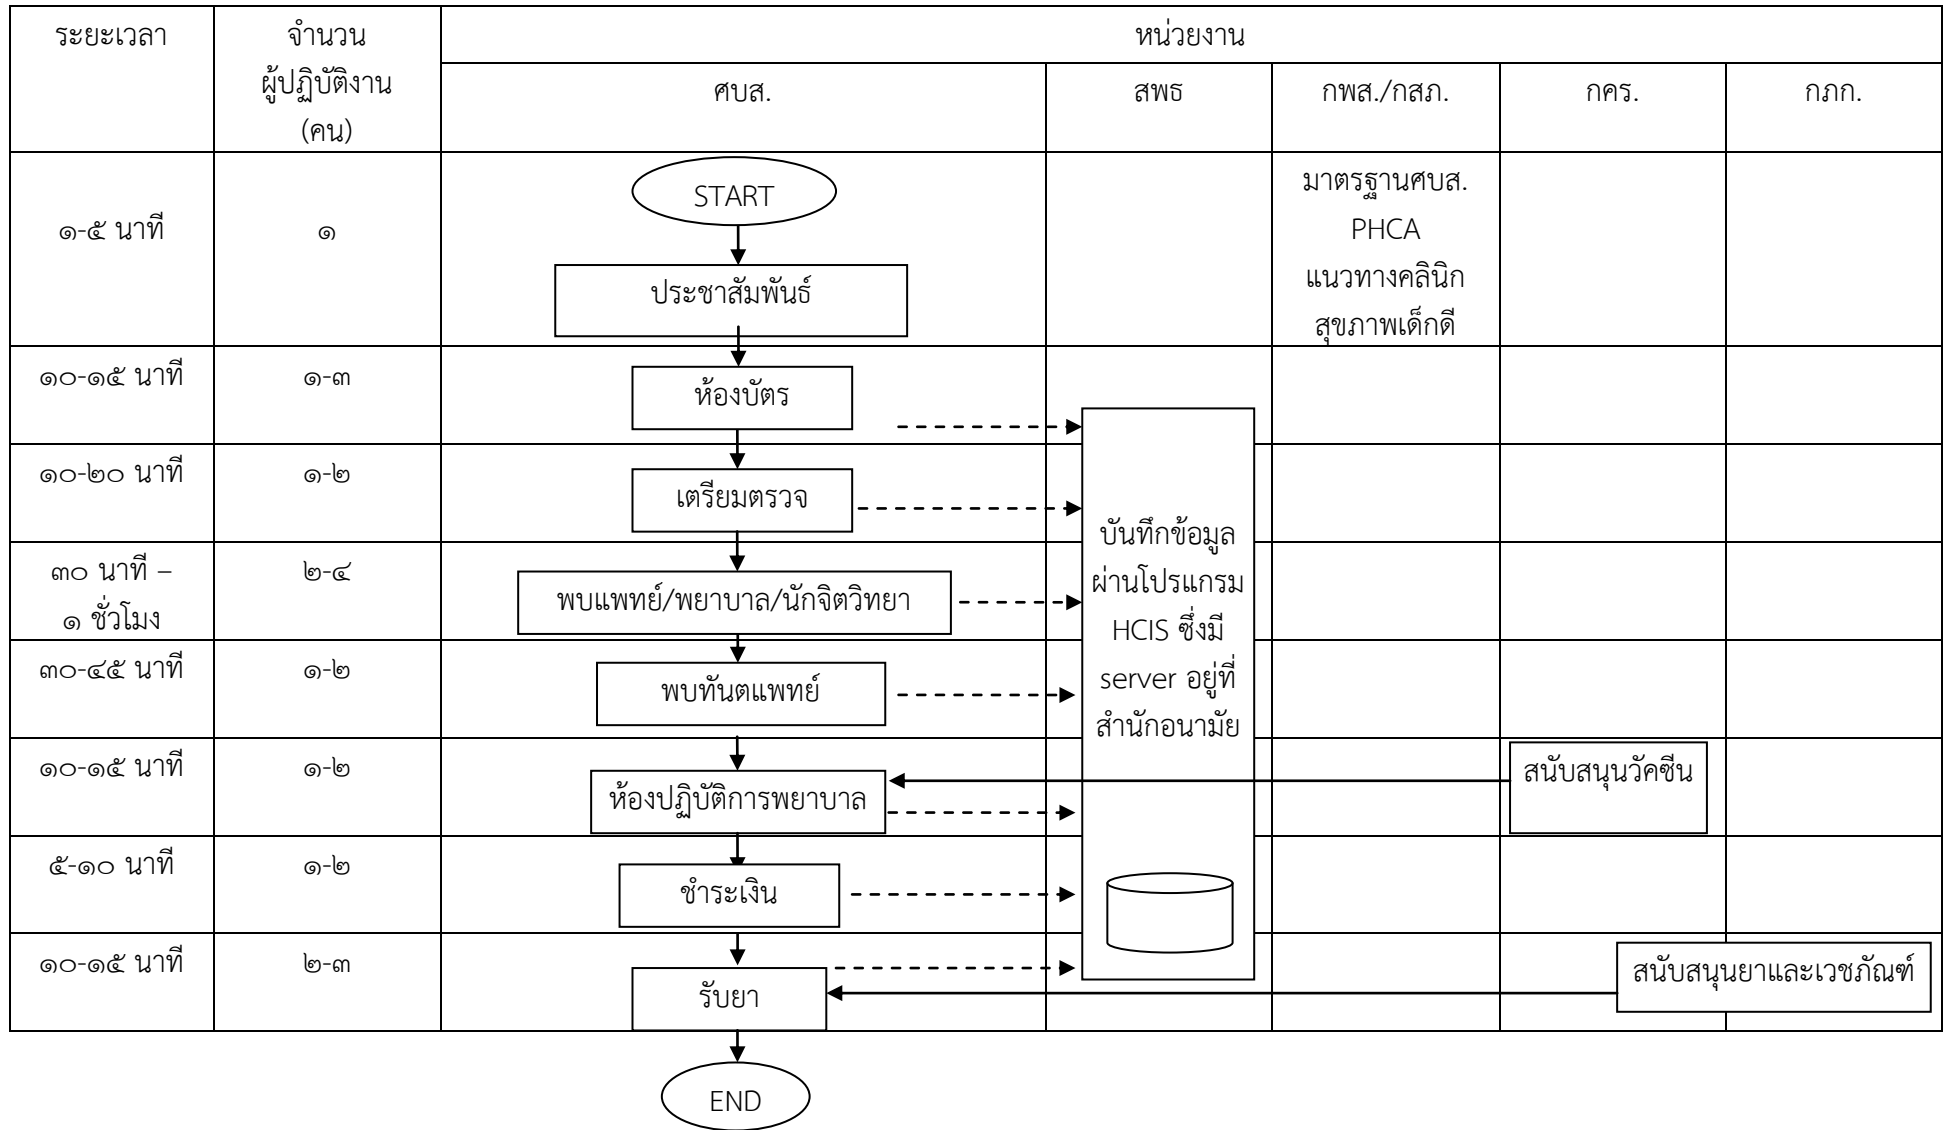 ระยะเวลา
จำนวน
ผู้ปฏิบัติงาน
(คน)
หน่วยงาน
ศบส.
สพธ
กพส./กสภ.
กคร.
กภก.
๑-๕ นาที
๑
START
ประชาสัมพันธ์
มาตรฐานศบส.
PHCA
แนวทางคลินิก
สุขภาพเด็กดี
๑๐-๑๕ นาที
๑-๓
ห้องบัตร
๑๐-๒๐ นาที
๑-๒
เตรียมตรวจ
บันทึกข้อมูล
ผ่านโปรแกรม
HCIS ซึ่งมี
server อยู่ที่
สำนักอนามัย
๓๐ นาที –
๑ ชั่วโมง
๒-๔
พบแพทย์/พยาบาล/นักจิตวิทยา
๓๐-๔๕ นาที
๑-๒
พบทันตแพทย์
๑๐-๑๕ นาที
๑-๒
ห้องปฏิบัติการพยาบาล
สนับสนุนวัคซีน
๕-๑๐ นาที
๑-๒
ชำระเงิน
๑๐-๑๕ นาที
๒-๓
รับยา
สนับสนุนยาและเวชภัณฑ์
END